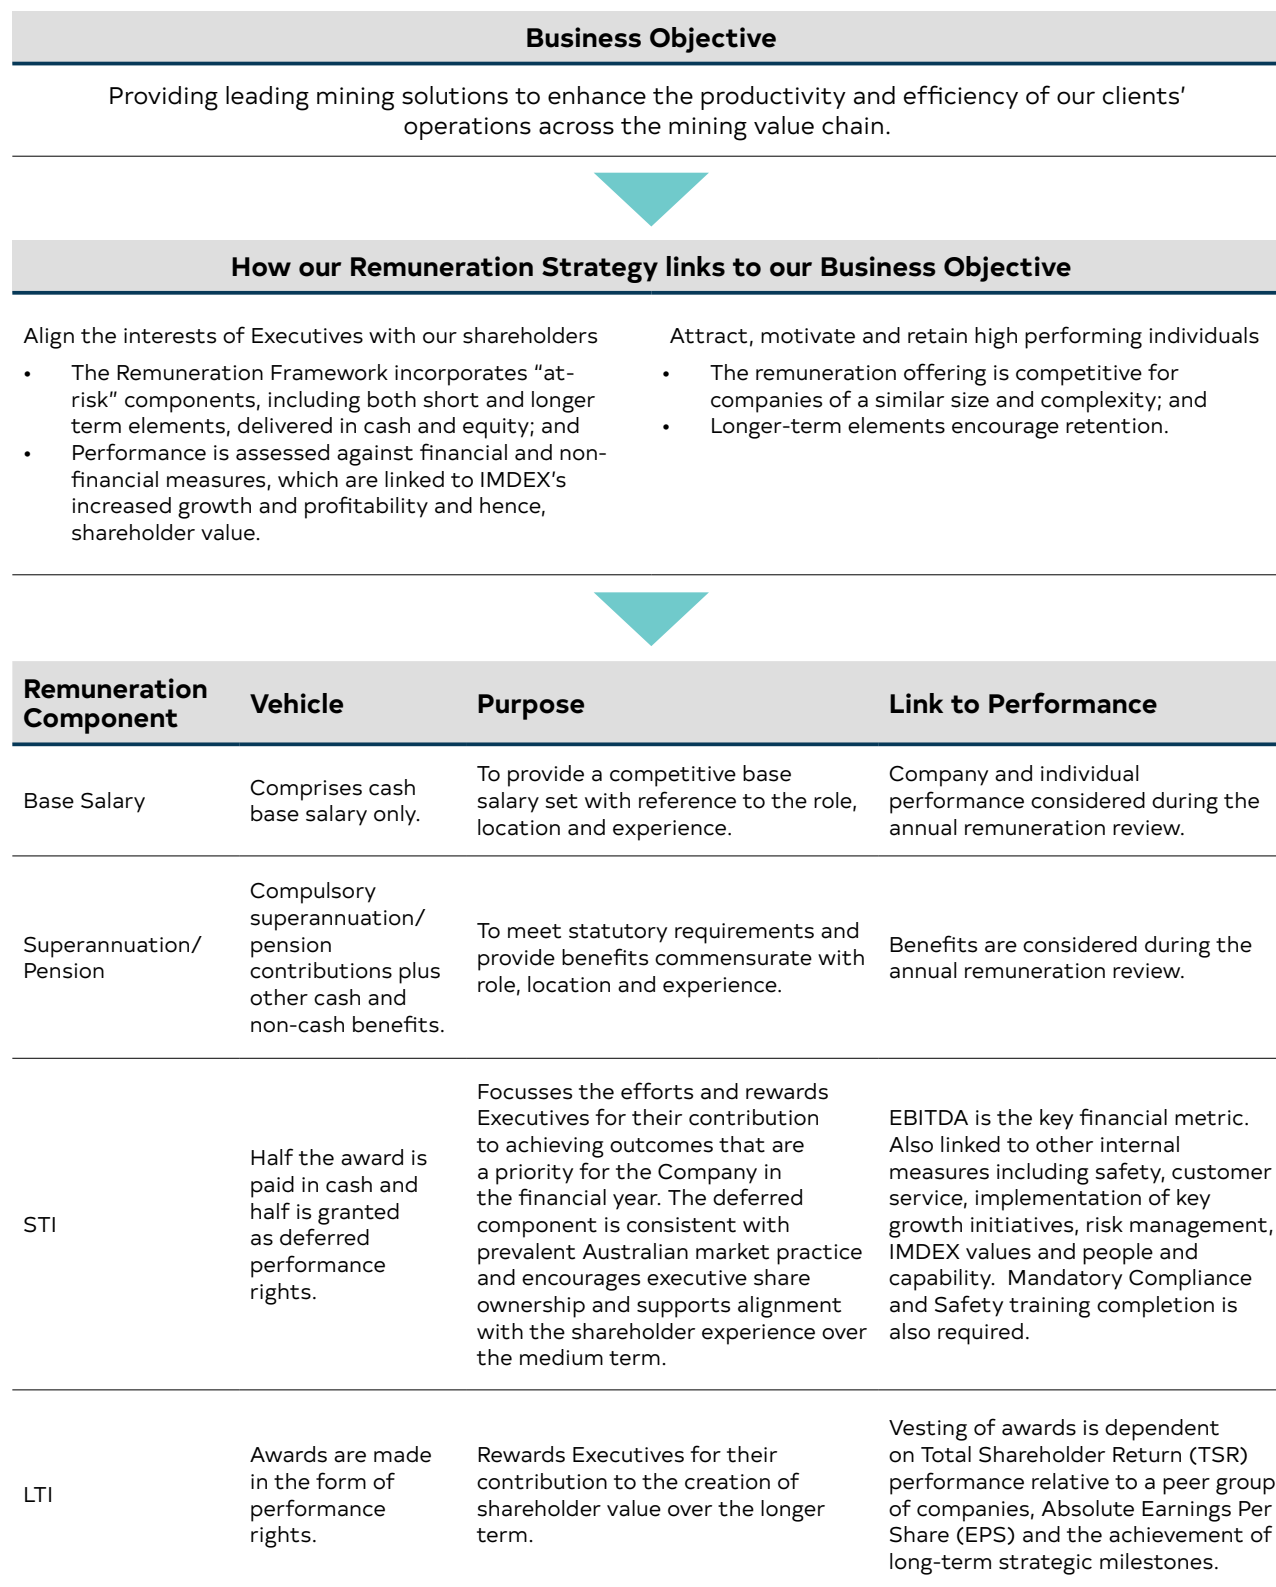 Business Objective
Providing leading mining solutions to enhance the productivity and efficiency of our clients'
operations across the mining value chain.
How our Remuneration Strategy links to our Business Objective
Align the interests of Executives with our shareholders
• The Remuneration Framework incorporates “at-
risk” components, including both short and longer
term elements, delivered in cash and equity; and
• Performance is assessed against financial and non-
financial measures, which are linked to IMDEX’s
increased growth and profitability and hence,
shareholder value.
Attract, motivate and retain high performing individuals
• The remuneration offering is competitive for
companies of a similar size and complexity; and
• Longer-term elements encourage retention.
Remuneration
Component
Vehicle
Purpose
Link to Performance
Base Salary
Comprises cash
base salary only.
To provide a competitive base
salary set with reference to the role,
location and experience.
Company and individual
performance considered during the
annual remuneration review.
Superannuation/
Pension
Compulsory
superannuation/
pension
contributions plus
other cash and
non-cash benefits.
To meet statutory requirements and
provide benefits commensurate with
role, location and experience.
Benefits are considered during the
annual remuneration review.
STI
Half the award is
paid in cash and
half is granted
as deferred
performance
rights.
Focusses the efforts and rewards
Executives for their contribution
to achieving outcomes that are
a priority for the Company in
the financial year. The deferred
component is consistent with
prevalent Australian market practice
and encourages executive share
ownership and supports alignment
with the shareholder experience over
the medium term.
EBITDA is the key financial metric.
Also linked to other internal
measures including safety, customer
service, implementation of key
growth initiatives, risk management,
IMDEX values and people and
capability.  Mandatory Compliance
and Safety training completion is
also required.
LTI
Awards are made
in the form of
performance
rights.
Rewards Executives for their
contribution to the creation of
shareholder value over the longer
term.
Vesting of awards is dependent
on Total Shareholder Return (TSR)
performance relative to a peer group
of companies, Absolute Earnings Per
Share (EPS) and the achievement of
long-term strategic milestones.